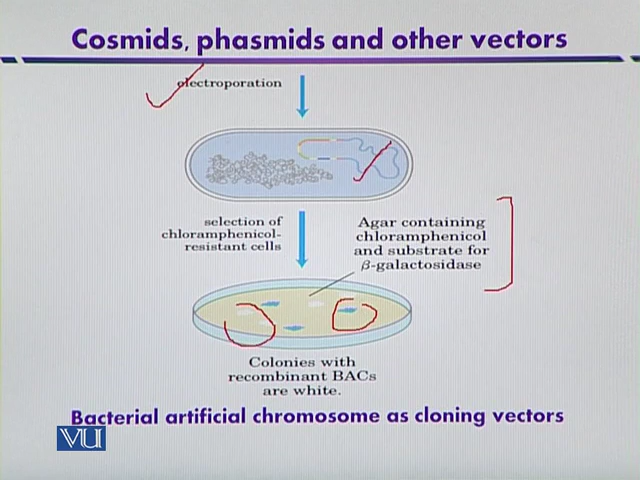 Cosmids, phasmids and other vectors
electroporation
selection of
chloramphenicol-
resistant cells
Agar containing
chloramphenicol
and substrate for
β-galactosidase
Colonies with
recombinant BACs
are white.
Bacterial artificial chromosome as cloning vectors
VU